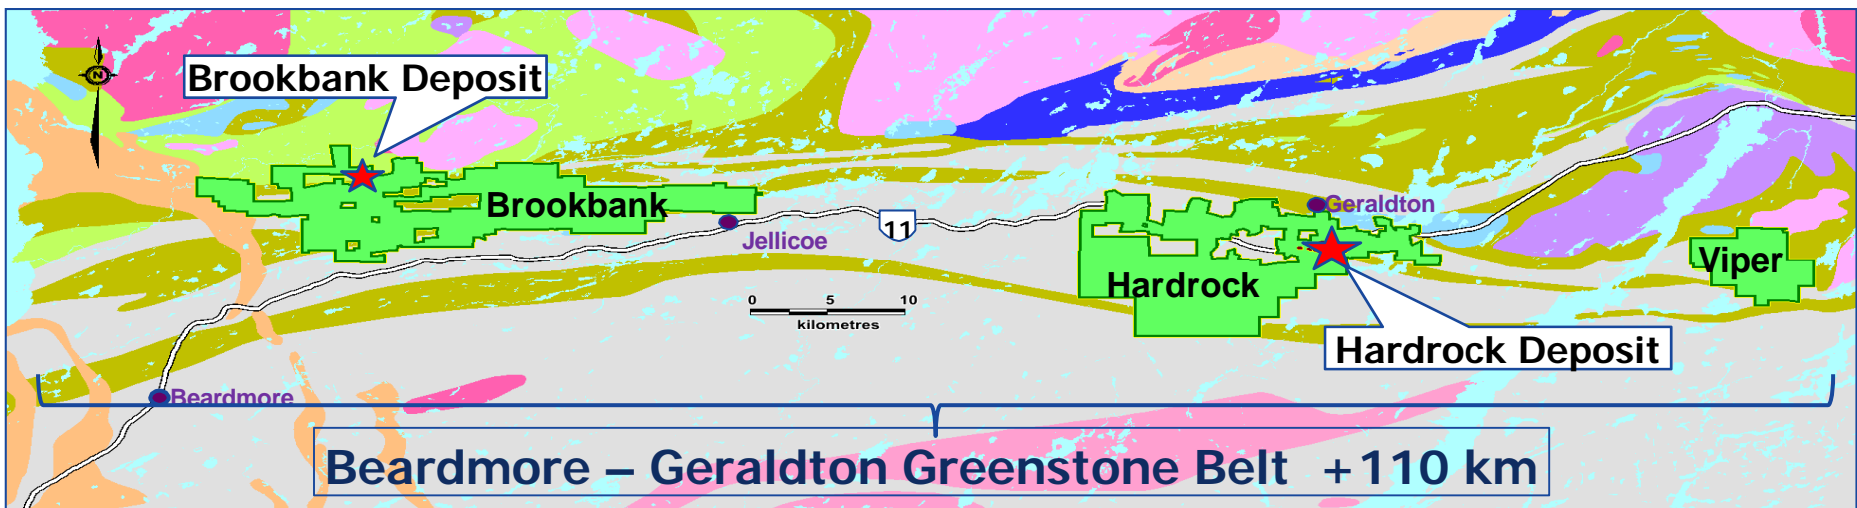 N
Brookbank Deposit
Brookbank
Jellicoe
11
Geraldton
Hardrock
Viper
0 5 10
kilometres
Hardrock Deposit
Beardmore
Beardmore – Geraldton Greenstone Belt +110 km